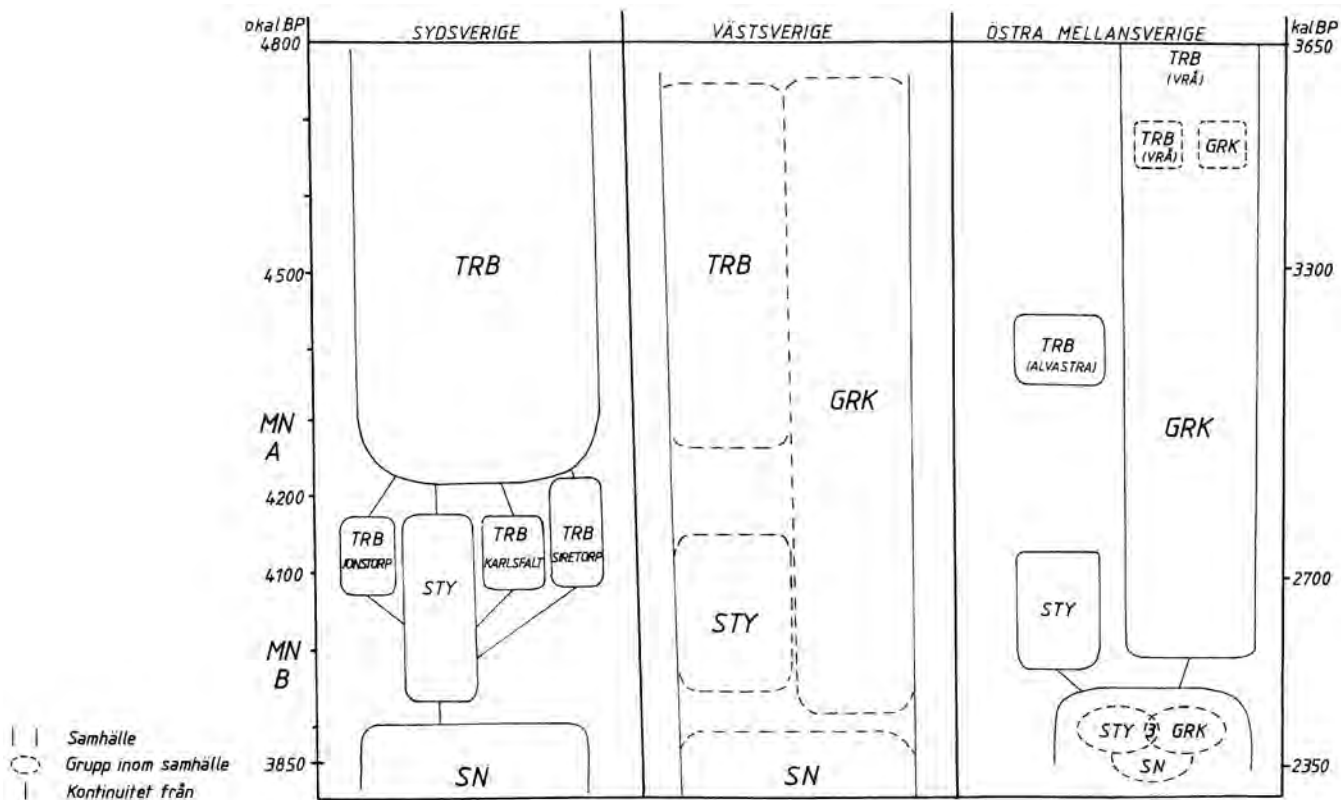 okal BP
SYDSVERIGE
VÄSTSVERIGE
ÖSTRA MELLANSVERIGE
kal BP
4800
3650
TRB
(VRÅ)
TRB
(VRÅ)
GRK
TRB
TRB
4500
3300
TRB
(ALVASTRA)
GRK
GRK
MN
A
4200
TRB
JONSTORP
STY
TRB
KARLSFÄLT
TRB
SIRETORP
4100
2700
STY
STY
MN
B
STY
GRK
SN
SN
SN
3850
2350
Samhälle
Grupp inom samhälle
Kontinuitet från